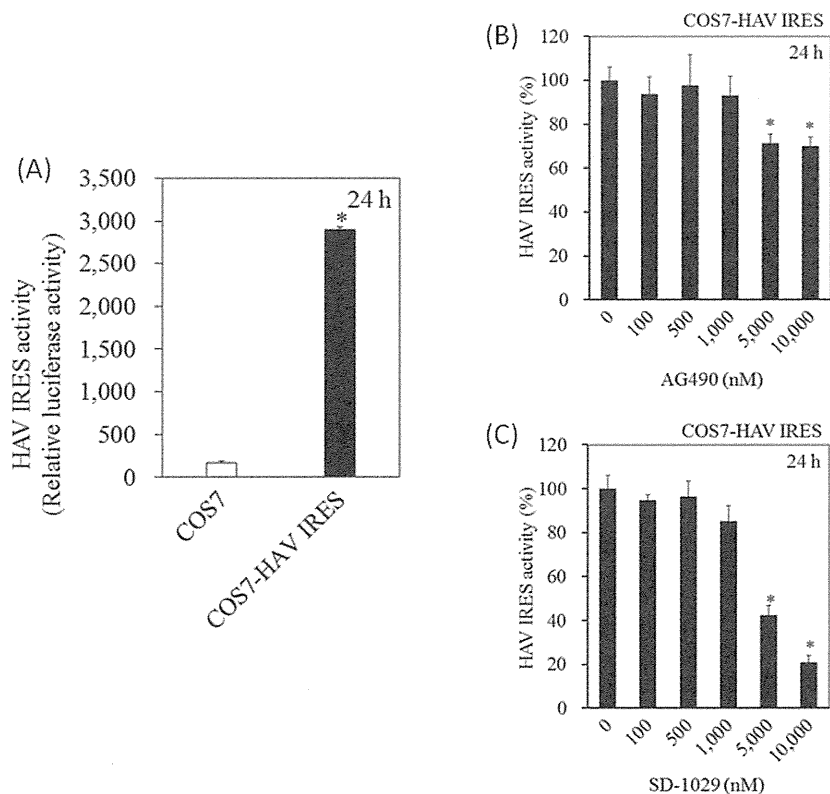 (A)
HAV IRES activity
(Relative luciferase activity)
3,500
3,000
2,500
2,000
1,500
1,000
500
0
24 h
*
COS7
COS7-HAV IRES
(B)
COS7-HAV IRES
24 h
HAV IRES activity (%)
120
100
80
60
40
20
0
* *
0 100 500 1,000 5,000 10,000
AG490 (nM)
(C)
COS7-HAV IRES
24 h
HAV IRES activity (%)
120
100
80
60
40
20
0
*
*
0 100 500 1,000 5,000 10,000
SD-1029 (nM)